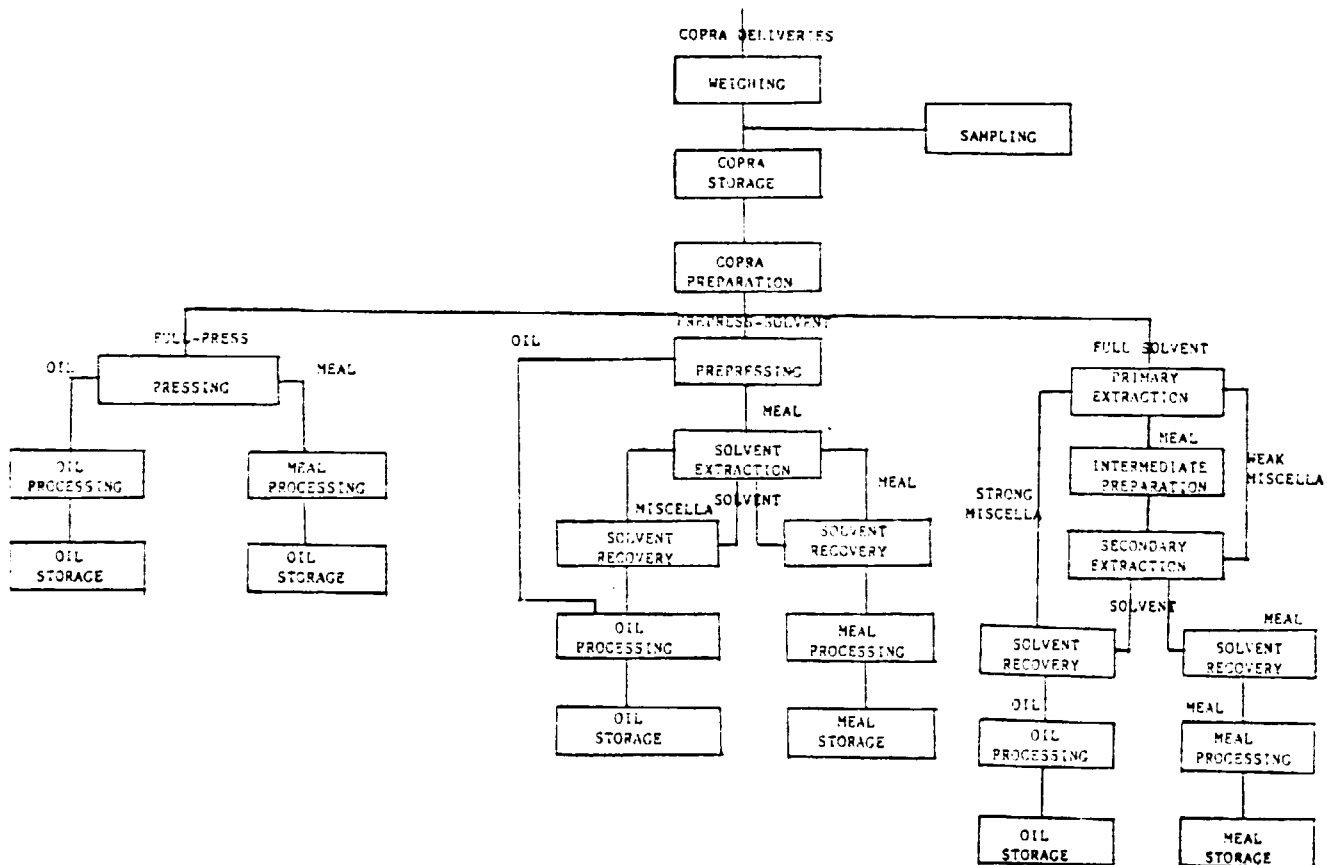 COPRA DELIVERIES
WEIGHING
SAMPLING
COPRA
STORAGE
COPRA
PREPARATION
FULL-PRESS
OIL
PRESSING
MEAL
OIL
PROCESSING
MEAL
PROCESSING
OIL
STORAGE
OIL
STORAGE
PREPRESS-SOLVENT
OIL
PREPRESSING
MEAL
SOLVENT
EXTRACTION
SOLVENT
MEAL
MISCELLA
SOLVENT
RECOVERY
SOLVENT
RECOVERY
OIL
PROCESSING
MEAL
PROCESSING
OIL
STORAGE
MEAL
STORAGE
FULL SOLVENT
PRIMARY
EXTRACTION
MEAL
INTERMEDIATE
PREPARATION
WEAK
MISCELLA
STRONG
MISCELLA
SECONDARY
EXTRACTION
SOLVENT
MEAL
SOLVENT
RECOVERY
SOLVENT
RECOVERY
OIL
MEAL
OIL
PROCESSING
MEAL
PROCESSING
OIL
STORAGE
MEAL
STORAGE